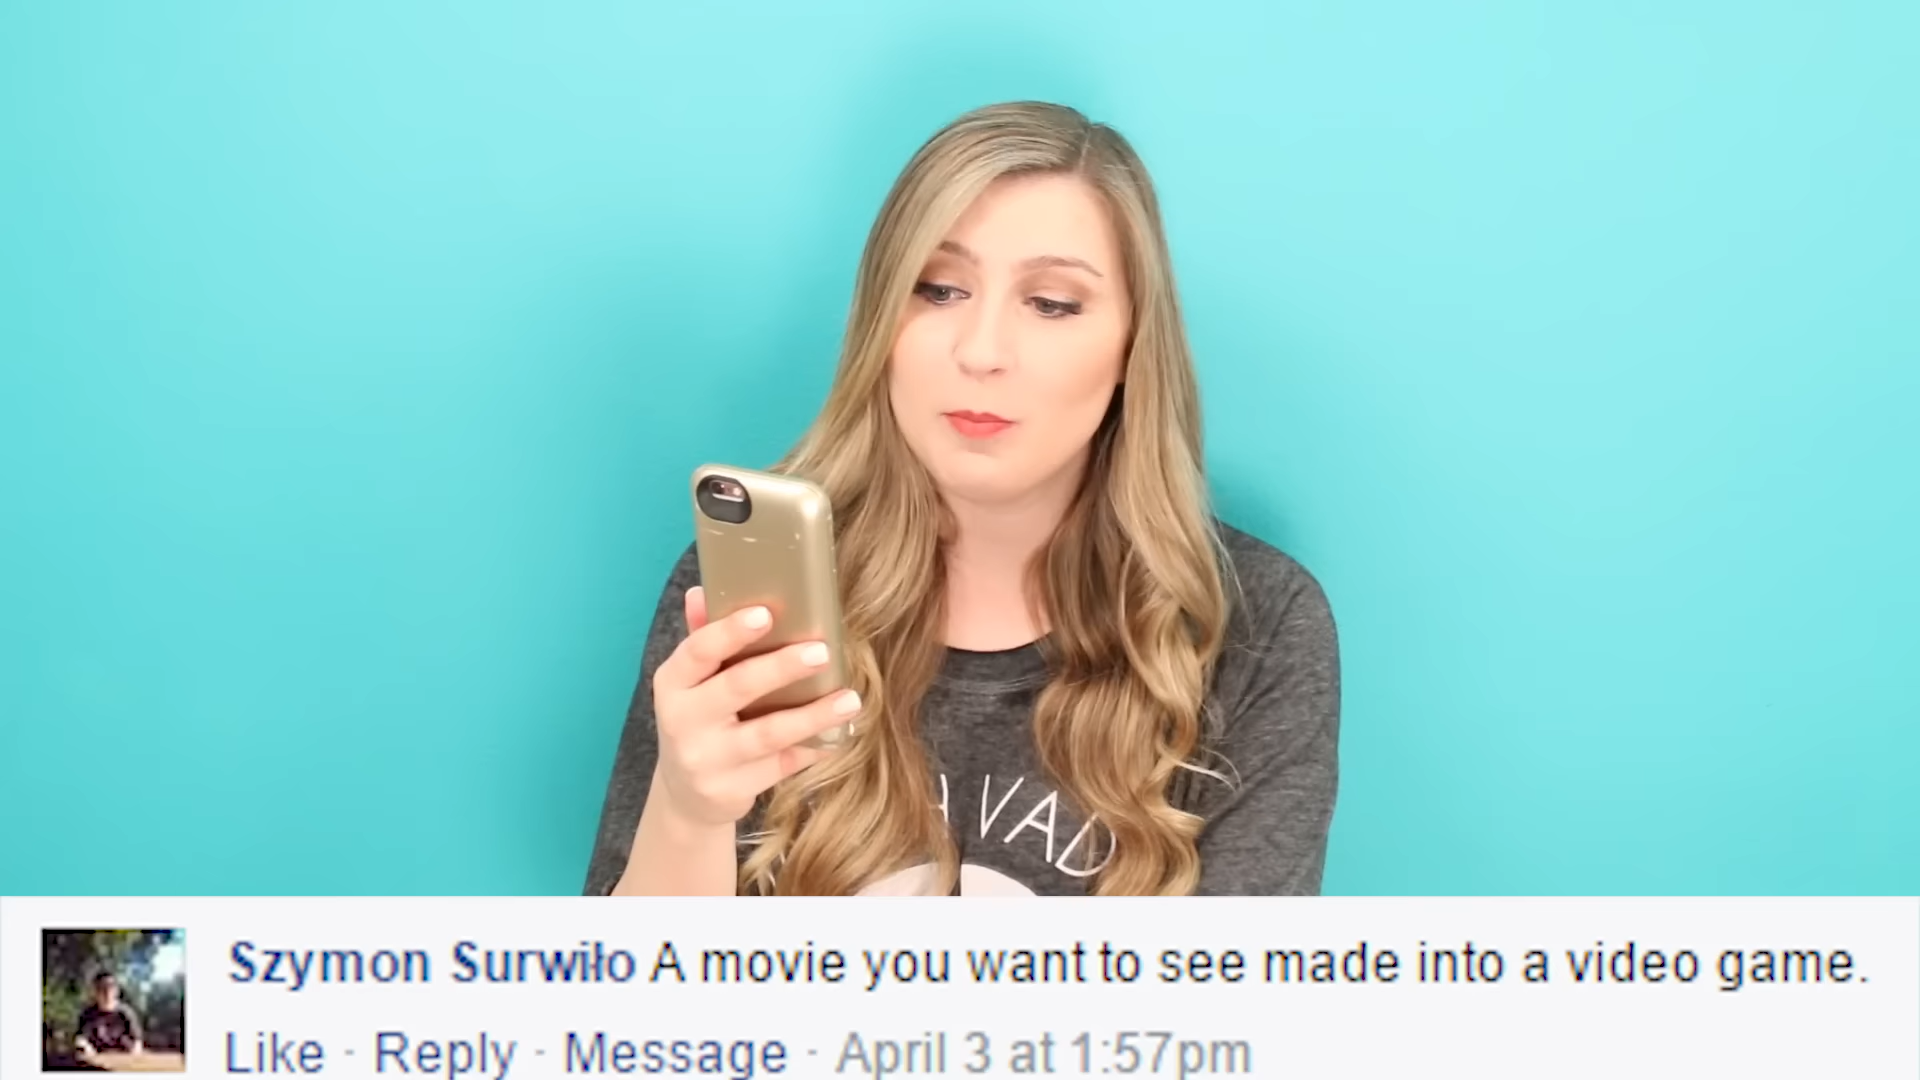 VAD
Szymon Surwiło A movie you want to see made into a video game.
Like · Reply · Message · April 3 at 1:57pm